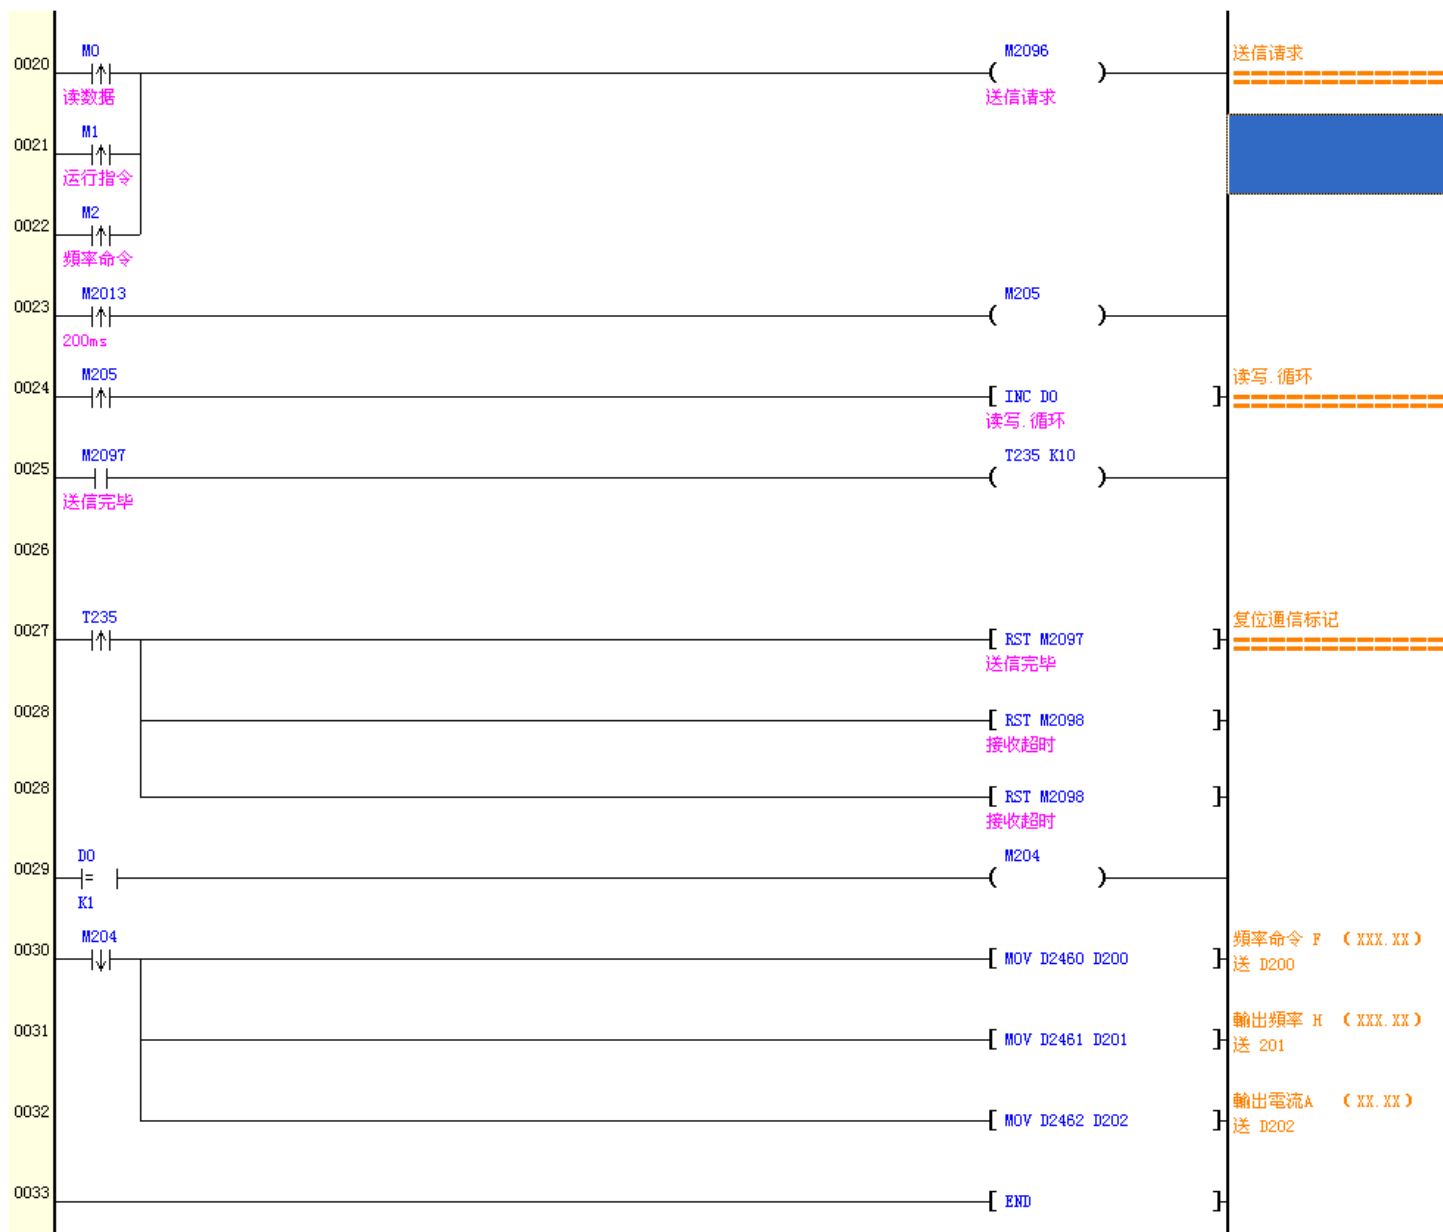 M0 M2096 送信请求
0020
读数据 送信请求
M1
0021
运行指令
M2
0022
頻率命令
M2013 M205
0023
200ms
M205 读写.循环
0024 INC D0
读写.循环
M2097 T235 K10
0025
送信完毕
0026
T235 复位通信标记
0027 RST M2097
送信完毕
0028 RST M2098
接收超时
0028 RST M2098
接收超时
D0 M204
0029 =
K1
M204 頻率命令 F （XXX.XX）
0030 MOV D2460 D200 送 D200
輸出頻率 H （XXX.XX）
0031 MOV D2461 D201 送 201
輸出電流A （XX.XX）
0032 MOV D2462 D202 送 D202
0033 END